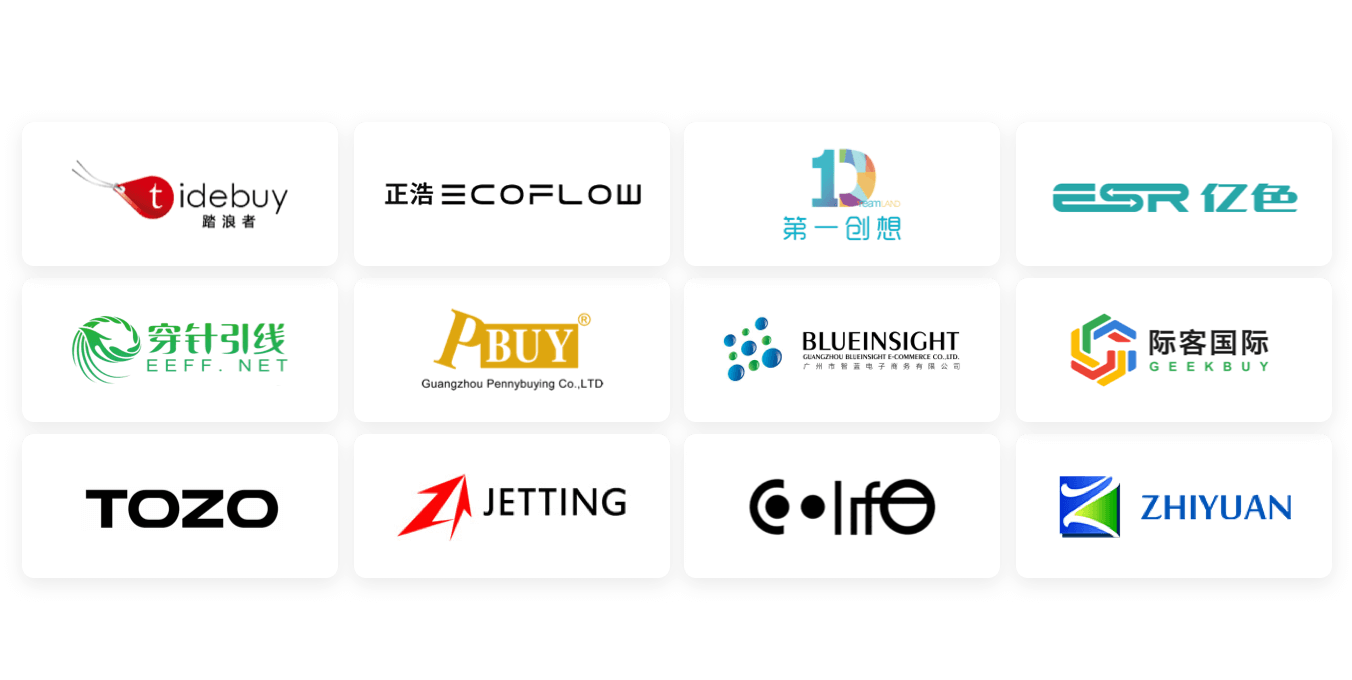 tidebuy
踏浪者
正浩 ECOFLOW
1D
TeamLAND
第一创想
ESR 亿色
穿针引线
EEFF. NET
PBUY®
Guangzhou Pennybuying Co.,LTD
BLUEINSIGHT
GUANGZHOU BLUEINSIGHT E-COMMERCE CO.,LTD.
广州市智蓝电子商务有限公司
际客国际
GEEKBUY
TOZO
JETTING
ZHIYUAN